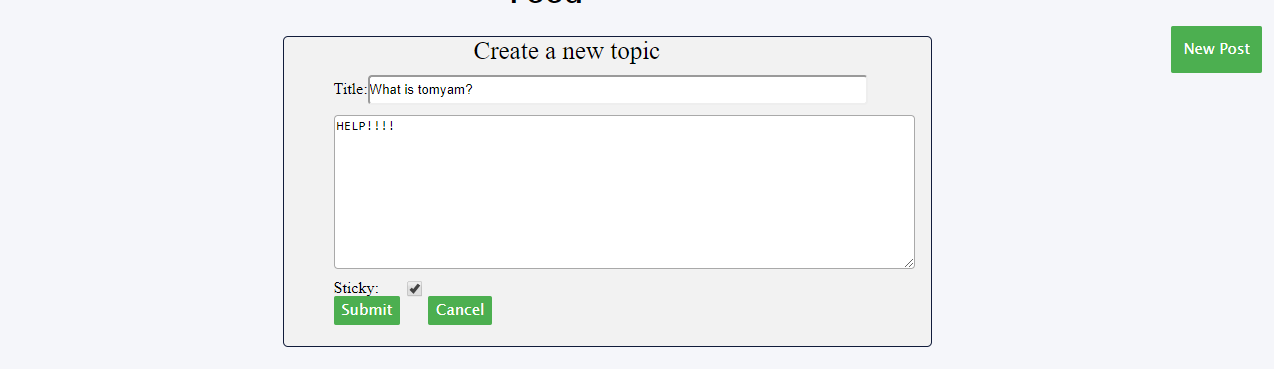 Create a new topic
New Post
Title:What is tomyam?
HELP!!!!
Sticky:
Submit Cancel